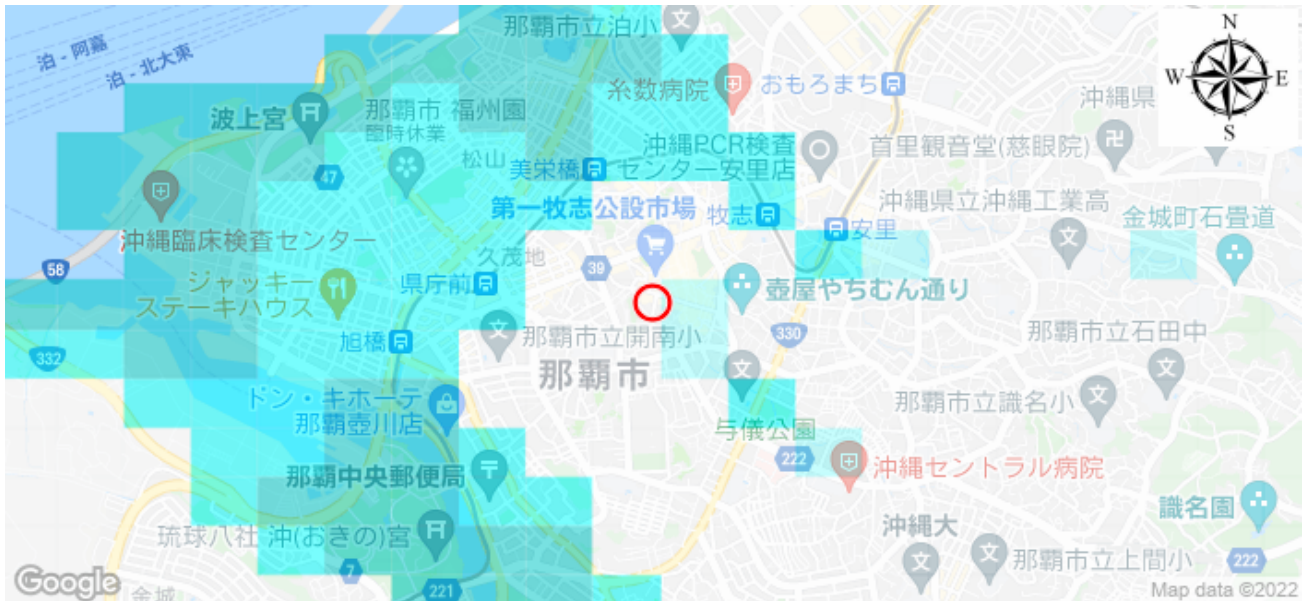 那覇市立泊小
N
泊 - 阿嘉
泊 - 北大東
糸数病院
おもろまち
W
E
沖縄県
波上宮
那覇市 福州園
臨時休業
S
沖縄PCR検査
センター安里店
首里観音堂(慈眼院)
松山
美栄橋
47
第一牧志公設市場
牧志
沖縄県立沖縄工業高
金城町石畳道
安里
沖縄臨床検査センター
久茂地
58
39
ジャッキー
ステーキハウス
県庁前
壺屋やちむん通り
332
旭橋
那覇市立開南小
330
那覇市立石田中
那覇市
ドン・キホーテ
那覇壺川店
那覇市立識名小
与儀公園
那覇中央郵便局
222
沖縄セントラル病院
識名園
琉球八社 沖(おきの)宮
沖縄大
那覇市立上間小
222
7
221
Google
金城
Map data ©2022